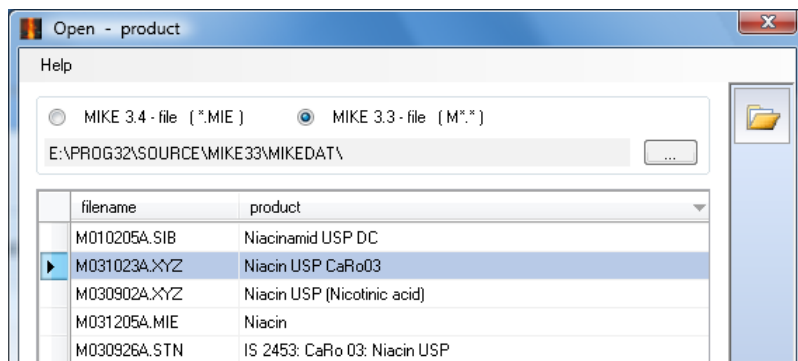 Open - product
Help
MIKE 3.4 - file ( *.MIE ) MIKE 3.3 - file ( M*.* )
E:\PROG32\SOURCE\MIKE33\MIKEDAT\ ...
filename product
M010205A.SIB Niacinamid USP DC
M031023A.XYZ Niacin USP CaRo03
M030902A.XYZ Niacin USP (Nicotinic acid)
M031205A.MIE Niacin
M030926A.STN IS 2453: CaRo 03: Niacin USP